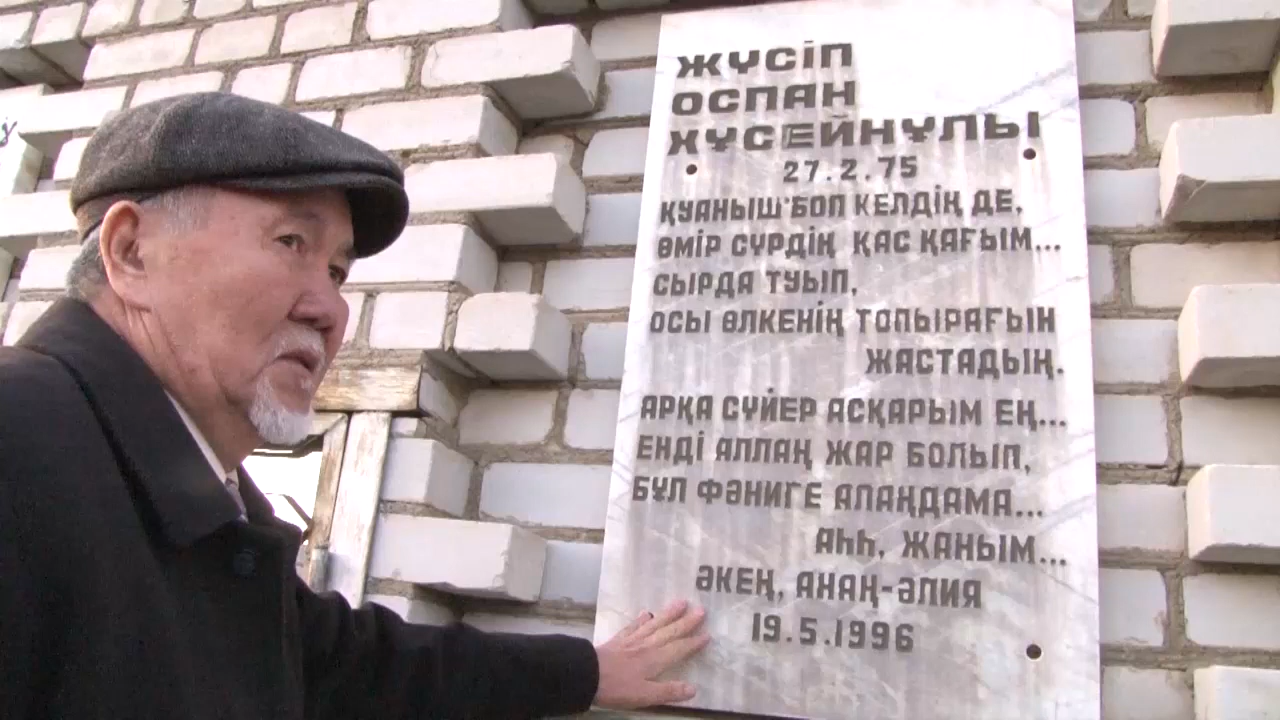 ЖҮСІП
ОСПАН
ХҮСЕЙНҰЛЫ
27.2.75
ҚУАНЫШ БОП КЕЛДІҢ ДЕ,
ӨМІР СҮРДІҢ ҚАС ҚАҒЫМ...
СЫРДА ТУЫП,
ОСЫ ӨЛКЕНІҢ ТОПЫРАҒЫН
ЖАСТАДЫҢ.
АРҚА СҮЙЕР АСҚАРЫМ ЕҢ...
ЕНДІ АЛЛАҢ ЖАР БОЛЫП,
БҰЛ ФӘНИГЕ АЛАҢДАМА...
АҺҺ, ЖАНЫМ...
ӘКЕҢ, АНАҢ-ӘЛИЯ
19.5.1996